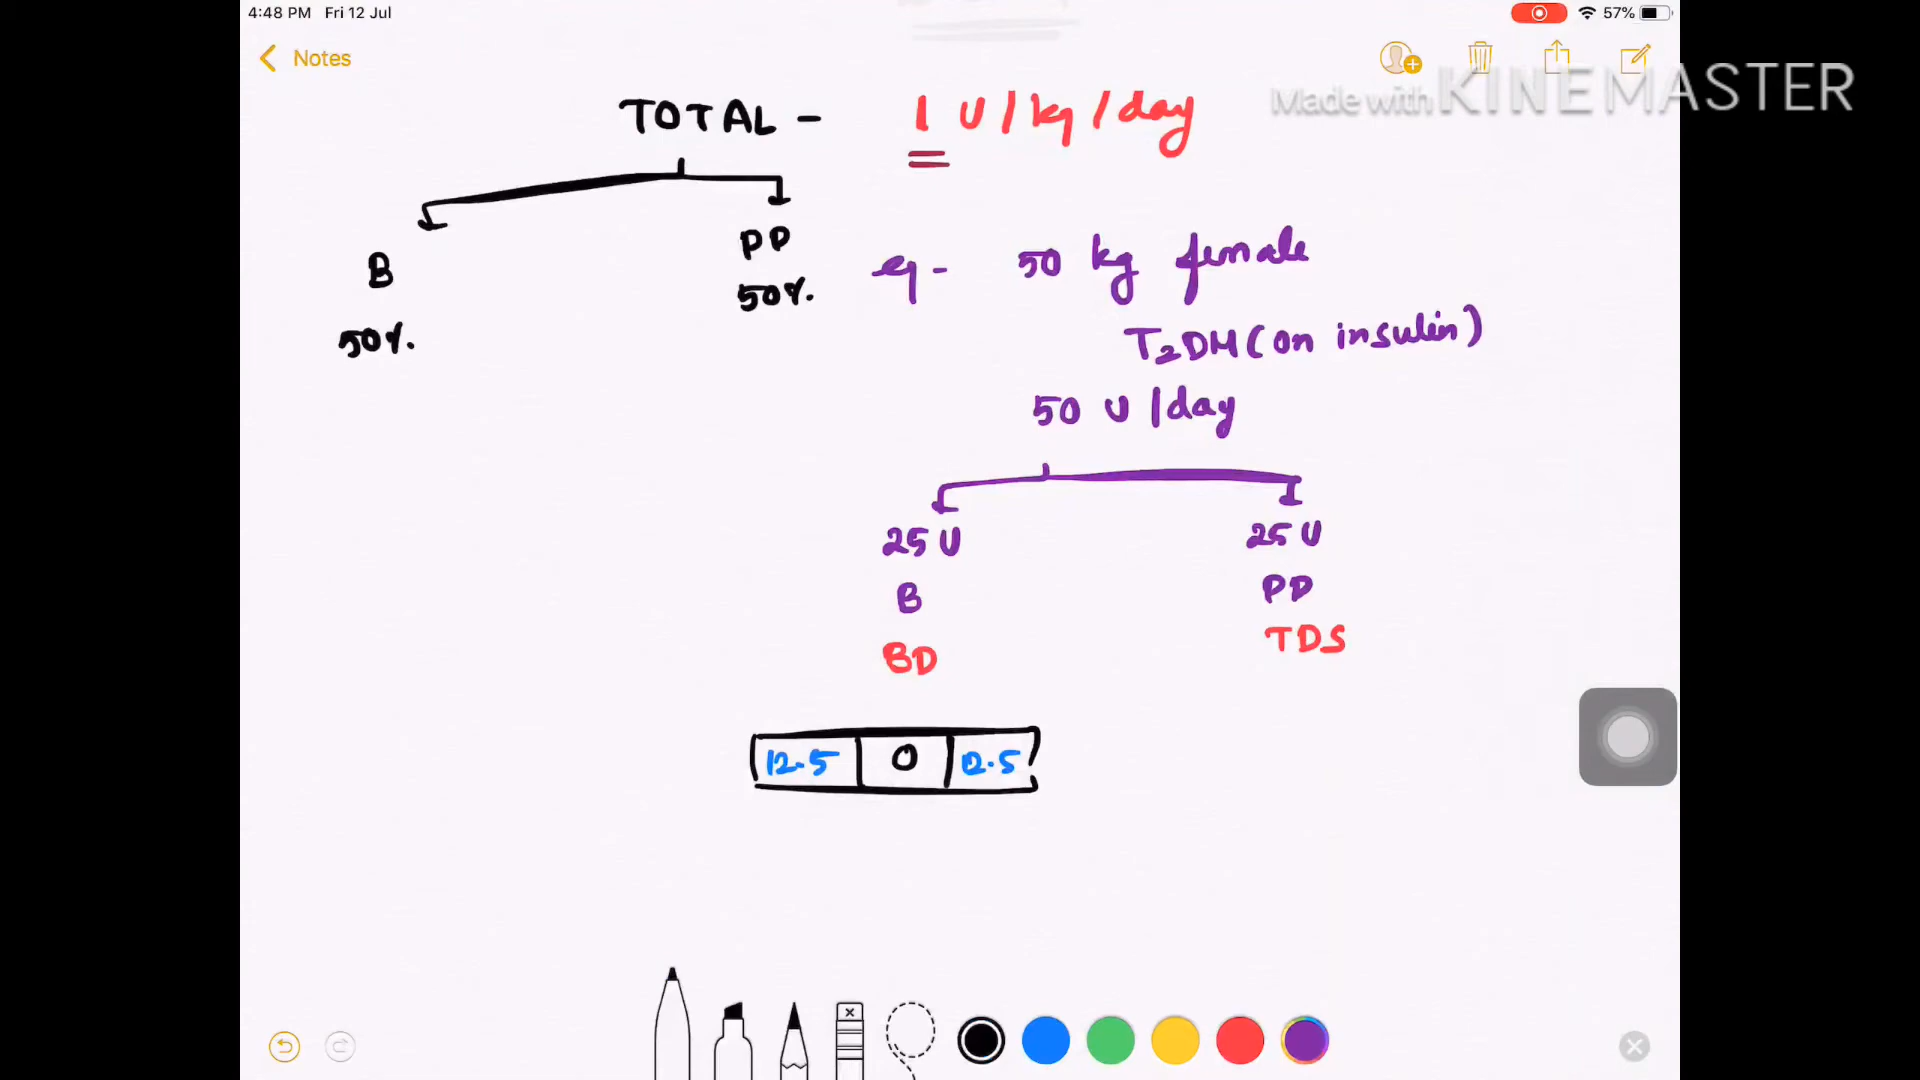 4:48 PM Fri 12 Jul
57%
Notes
Made with KINEMASTER
TOTAL - 1 U/kg/day
B
50%.
PP
50%.
eg- 50 kg female
T2DM (on insulin)
50 U/day
25 U
B
BD
25 U
PP
TDS
12.5 0 12.5